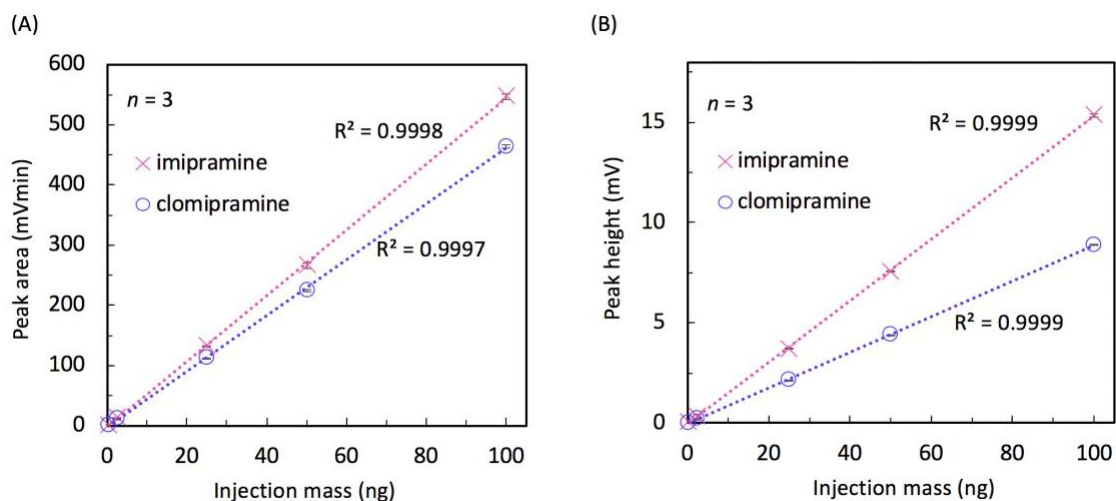 (A)
600
500
400
300
200
100
0
Peak area (mVmin)
n = 3
R² = 0.9998
imipramine
clomipramine
R² = 0.9997
0 20 40 60 80 100
Injection mass (ng)
(B)
15
10
5
0
Peak height (mV)
n = 3
R² = 0.9999
imipramine
clomipramine
R² = 0.9999
0 20 40 60 80 100
Injection mass (ng)